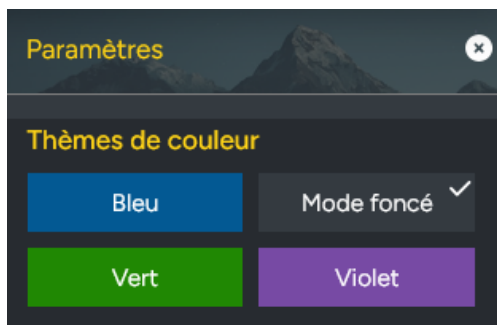 Paramètres
Thèmes de couleur
Bleu
Mode foncé
Vert
Violet